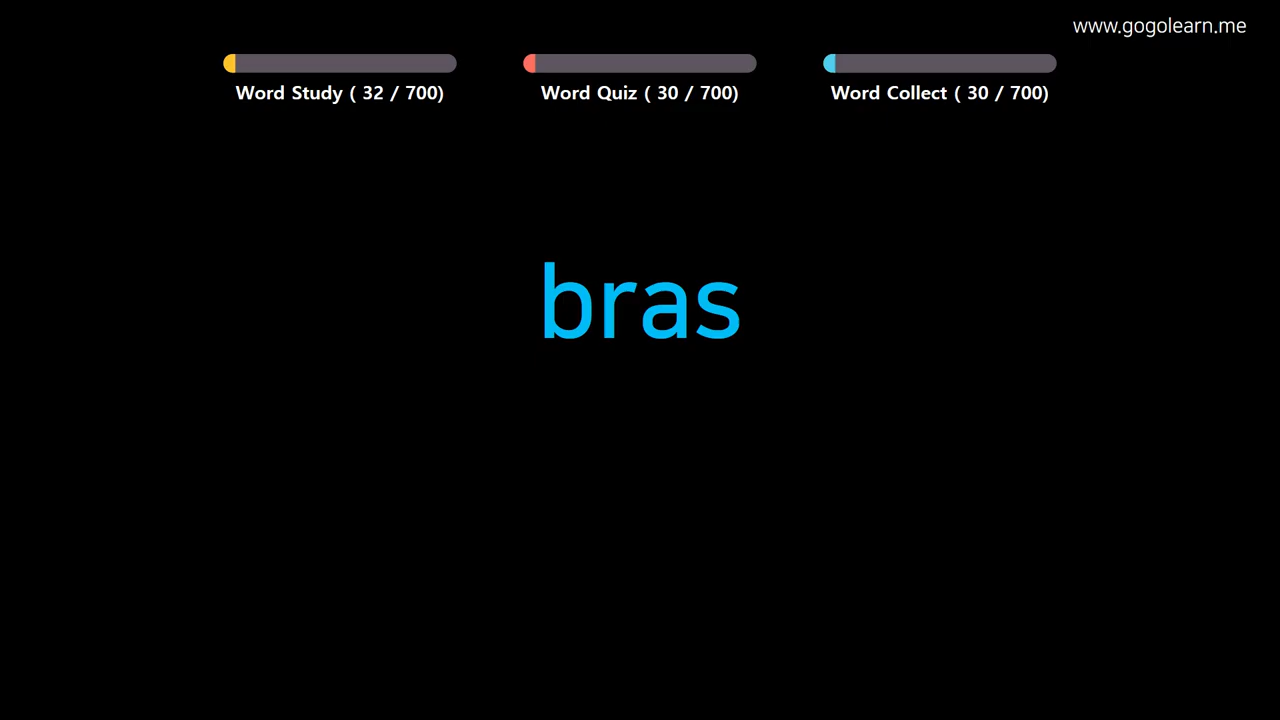 www.gogolearn.me
Word Study ( 32 / 700)
Word Quiz ( 30 / 700)
Word Collect ( 30 / 700)
bras